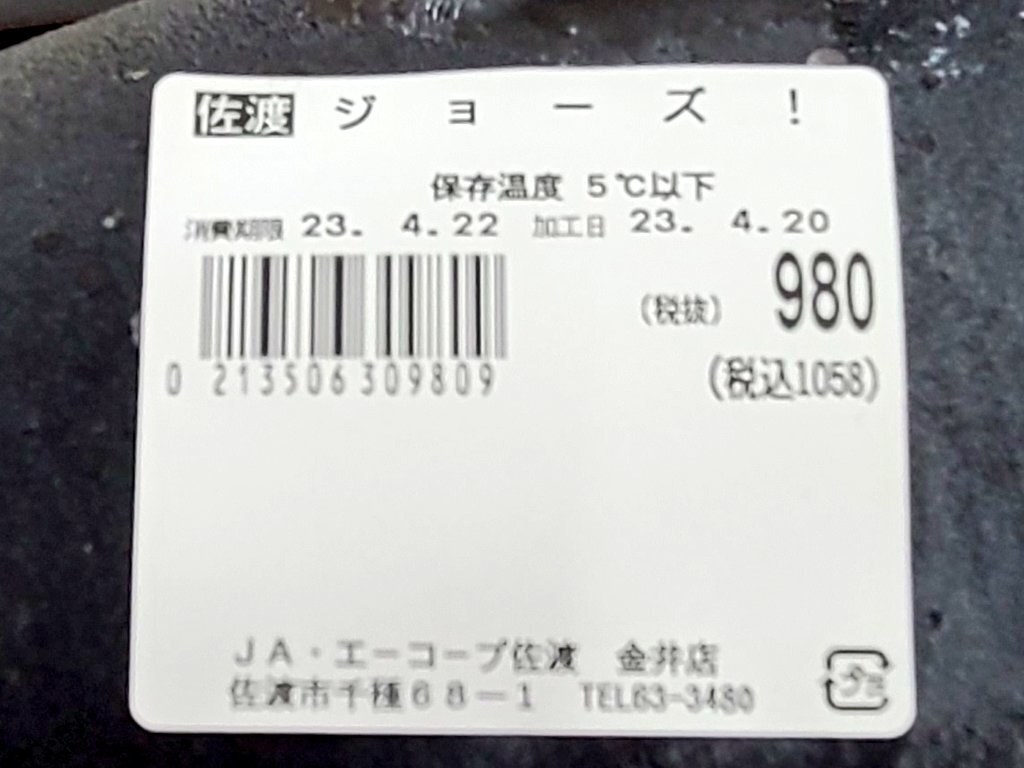 佐渡 ジョーズ!
保存温度 5℃以下
消費期限 23. 4.22 加工日 23. 4.20
(税抜) 980
0 213506 309809
(税込1058)
JA・エーコープ佐渡 金井店
佐渡市千種68-1 TEL63-3480
プラ